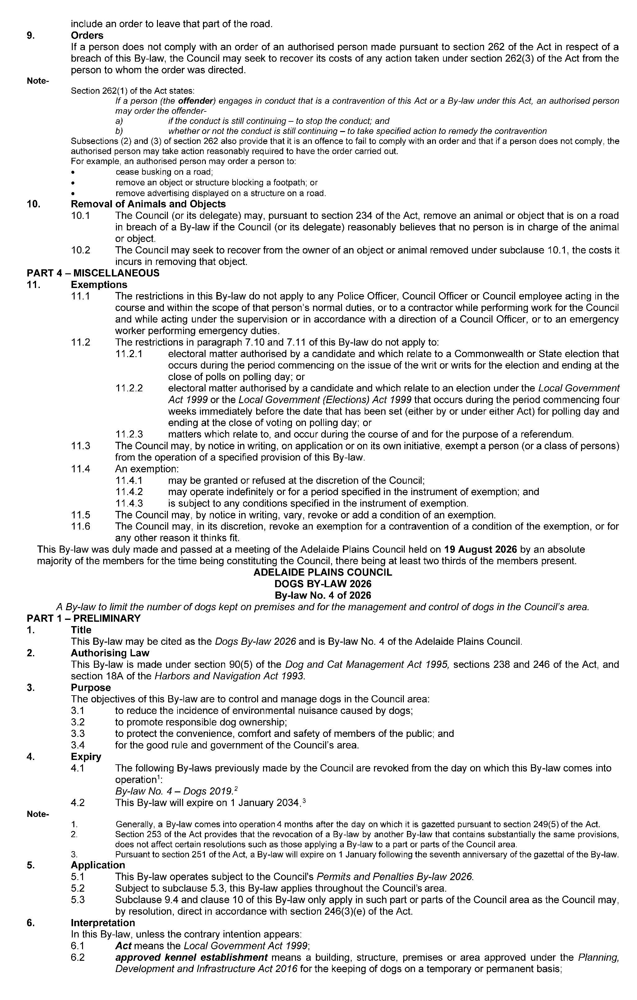 include an order to leave that part of the road.
9. Orders
If a person does not comply with an order of an authorised person made pursuant to section 262 of the Act in respect of a
breach of this By-law, the Council may seek to recover its costs of any action taken under section 262(3) of the Act from the
person to whom the order was directed.
Note-
Section 262(1) of the Act states:
If a person (the offender) engages in conduct that is a contravention of this Act or a By-law under this Act, an authorised person
may order the offender-
a) if the conduct is still continuing – to stop the conduct; and
b) whether or not the conduct is still continuing – to take specified action to remedy the contravention
Subsections (2) and (3) of section 262 also provide that it is an offence to fail to comply with an order and that if a person does not comply, the
authorised person may take action reasonably required to have the order carried out.
For example, an authorised person may order a person to:
• cease busking on a road;
• remove an object or structure blocking a footpath; or
• remove advertising displayed on a structure on a road.
10. Removal of Animals and Objects
10.1 The Council (or its delegate) may, pursuant to section 234 of the Act, remove an animal or object that is on a road
in breach of a By-law if the Council (or its delegate) reasonably believes that no person is in charge of the animal
or object.
10.2 The Council may seek to recover from the owner of an object or animal removed under subclause 10.1, the costs it
incurs in removing that object.
PART 4 – MISCELLANEOUS
11. Exemptions
11.1 The restrictions in this By-law do not apply to any Police Officer, Council Officer or Council employee acting in the
course and within the scope of that person's normal duties, or to a contractor while performing work for the Council
and while acting under the supervision or in accordance with a direction of a Council Officer, or to an emergency
worker performing emergency duties.
11.2 The restrictions in paragraph 7.10 and 7.11 of this By-law do not apply to:
11.2.1 electoral matter authorised by a candidate and which relate to a Commonwealth or State election that
occurs during the period commencing on the issue of the writ or writs for the election and ending at the
close of polls on polling day; or
11.2.2 electoral matter authorised by a candidate and which relate to an election under the Local Government
Act 1999 or the Local Government (Elections) Act 1999 that occurs during the period commencing four
weeks immediately before the date that has been set (either by or under either Act) for polling day and
ending at the close of voting on polling day; or
11.2.3 matters which relate to, and occur during the course of and for the purpose of a referendum.
11.3 The Council may, by notice in writing, on application or on its own initiative, exempt a person (or a class of persons)
from the operation of a specified provision of this By-law.
11.4 An exemption:
11.4.1 may be granted or refused at the discretion of the Council;
11.4.2 may operate indefinitely or for a period specified in the instrument of exemption; and
11.4.3 is subject to any conditions specified in the instrument of exemption.
11.5 The Council may, by notice in writing, vary, revoke or add a condition of an exemption.
11.6 The Council may, in its discretion, revoke an exemption for a contravention of a condition of the exemption, or for
any other reason it thinks fit.
This By-law was duly made and passed at a meeting of the Adelaide Plains Council held on 19 August 2026 by an absolute
majority of the members for the time being constituting the Council, there being at least two thirds of the members present.
ADELAIDE PLAINS COUNCIL
DOGS BY-LAW 2026
By-law No. 4 of 2026
A By-law to limit the number of dogs kept on premises and for the management and control of dogs in the Council's area.
PART 1 – PRELIMINARY
1. Title
This By-law may be cited as the Dogs By-law 2026 and is By-law No. 4 of the Adelaide Plains Council.
2. Authorising Law
This By-law is made under section 90(5) of the Dog and Cat Management Act 1995, sections 238 and 246 of the Act, and
section 18A of the Harbors and Navigation Act 1993.
3. Purpose
The objectives of this By-law are to control and manage dogs in the Council area:
3.1 to reduce the incidence of environmental nuisance caused by dogs;
3.2 to promote responsible dog ownership;
3.3 to protect the convenience, comfort and safety of members of the public; and
3.4 for the good rule and government of the Council's area.
4. Expiry
4.1 The following By-laws previously made by the Council are revoked from the day on which this By-law comes into
operation¹:
By-law No. 4 – Dogs 2019.²
4.2 This By-law will expire on 1 January 2034.³
Note-
1. Generally, a By-law comes into operation 4 months after the day on which it is gazetted pursuant to section 249(5) of the Act.
2. Section 253 of the Act provides that the revocation of a By-law by another By-law that contains substantially the same provisions,
does not affect certain resolutions such as those applying a By-law to a part or parts of the Council area.
3. Pursuant to section 251 of the Act, a By-law will expire on 1 January following the seventh anniversary of the gazettal of the By-law.
5. Application
5.1 This By-law operates subject to the Council's Permits and Penalties By-law 2026.
5.2 Subject to subclause 5.3, this By-law applies throughout the Council's area.
5.3 Subclause 9.4 and clause 10 of this By-law only apply in such part or parts of the Council area as the Council may,
by resolution, direct in accordance with section 246(3)(e) of the Act.
6. Interpretation
In this By-law, unless the contrary intention appears:
6.1 Act means the Local Government Act 1999;
6.2 approved kennel establishment means a building, structure, premises or area approved under the Planning,
Development and Infrastructure Act 2016 for the keeping of dogs on a temporary or permanent basis;